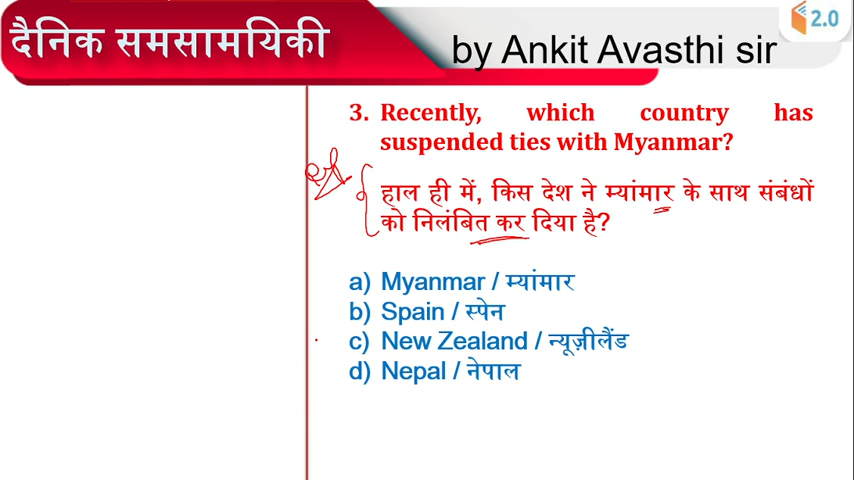 दैनिक समसामयिकी
by Ankit Avasthi sir
2.0
3. Recently, which country has
suspended ties with Myanmar?
हाल ही में, किस देश ने म्यांमार के साथ संबंधों
को निलंबित कर दिया है?
a) Myanmar / म्यांमार
b) Spain / स्पेन
c) New Zealand / न्यूज़ीलैंड
d) Nepal / नेपाल